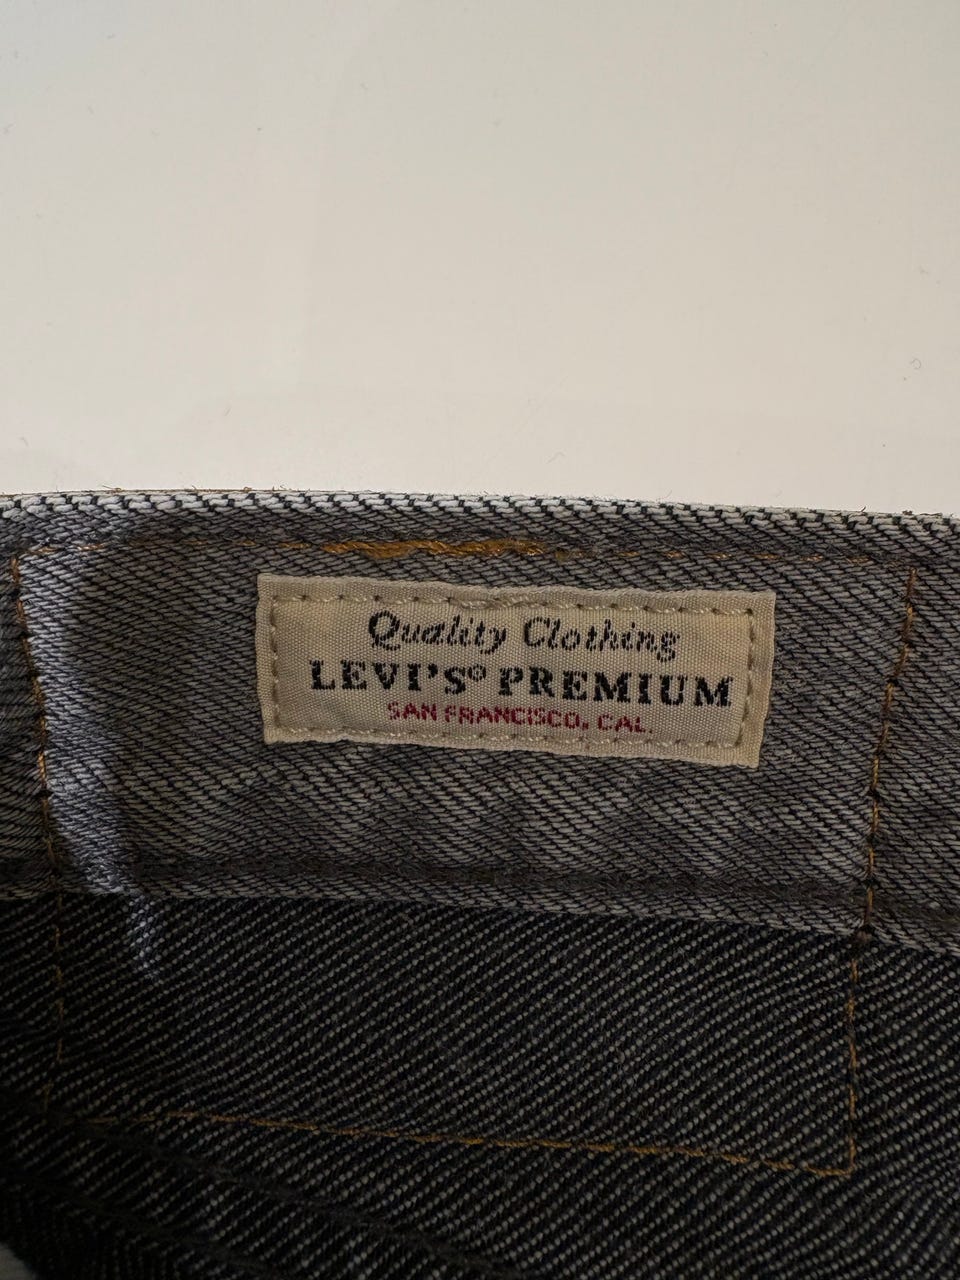 Quality Clothing
LEVI'S® PREMIUM
SAN FRANCISCO, CAL.